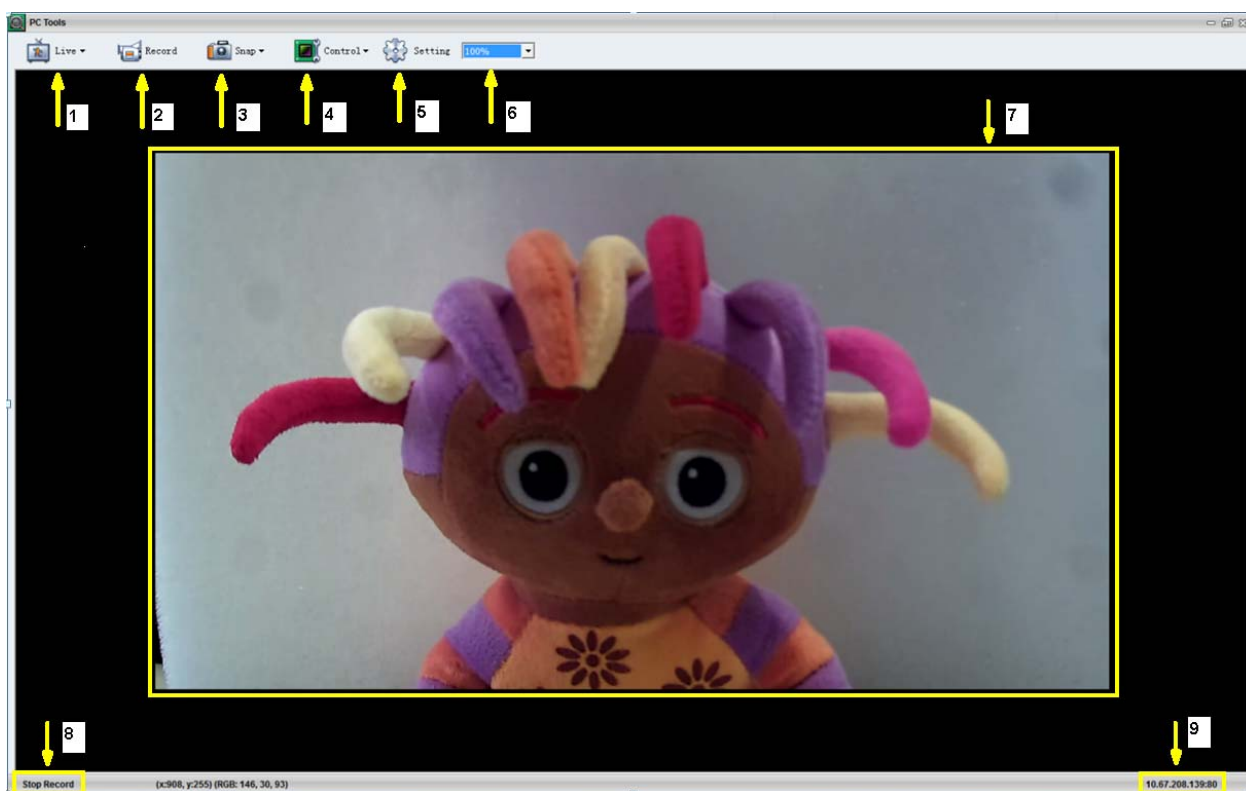 PC Tools
Live Record Snap Control Setting 100%
1 2 3 4 5 6 7
8 9
Stop Record (x:908, y:255) (RGB: 146, 30, 93) 10.67.208.139:80